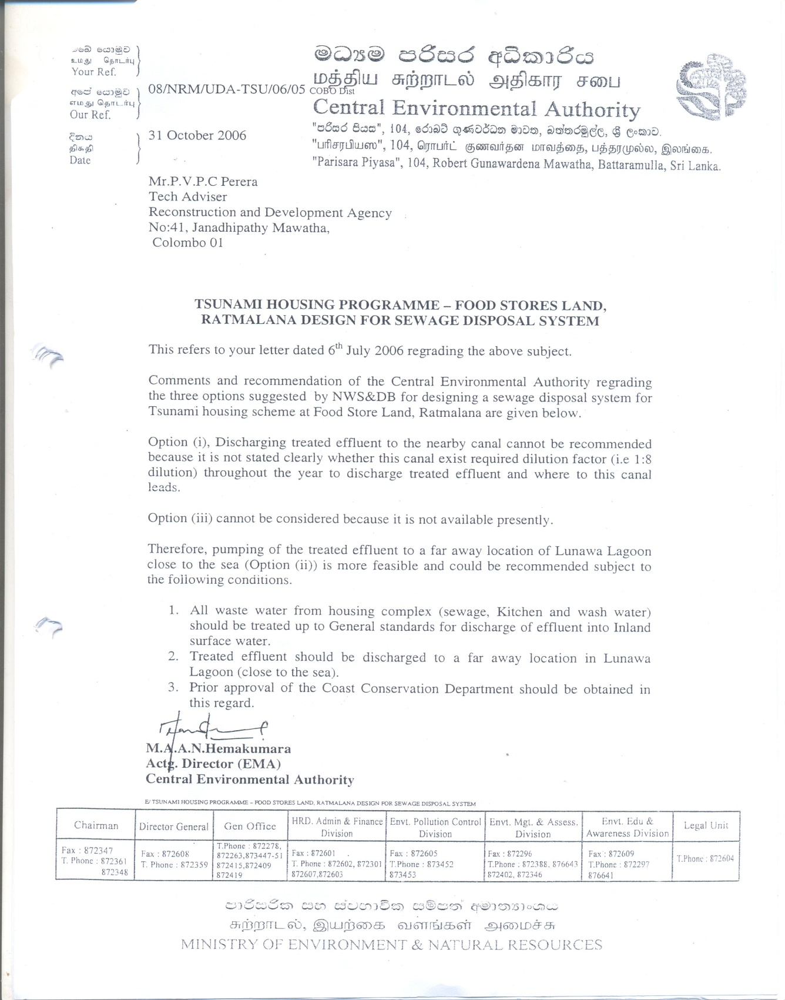 මධ්‍යම පරිසර අධිකාරිය
மத்திய சுற்றாடல் அதிகார சபை
Central Environmental Authority
"පරිසර පියස", 104, රොබට් ගුණවර්ධන මාවත, බත්තරමුල්ල, ශ්‍රී ලංකාව.
"பரிசரபியஸ", 104, ரொபர்ட் குணவர்தன மாவத்தை, பத்தரமுல்ல, இலங்கை.
"Parisara Piyasa", 104, Robert Gunawardena Mawatha, Battaramulla, Sri Lanka.
යොමුව
உமது தொடர்பு
Your Ref.
අපේ යොමුව
எமது தொடர்பு
Our Ref.
08/NRM/UDA-TSU/06/05 COBO Dist
දිනය
திகதி
Date
31 October 2006
Mr.P.V.P.C Perera
Tech Adviser
Reconstruction and Development Agency
No:41, Janadhipathy Mawatha,
Colombo 01
TSUNAMI HOUSING PROGRAMME – FOOD STORES LAND,
RATMALANA DESIGN FOR SEWAGE DISPOSAL SYSTEM
This refers to your letter dated 6th July 2006 regrading the above subject.
Comments and recommendation of the Central Environmental Authority regrading
the three options suggested by NWS&DB for designing a sewage disposal system for
Tsunami housing scheme at Food Store Land, Ratmalana are given below.
Option (i), Discharging treated effluent to the nearby canal cannot be recommended
because it is not stated clearly whether this canal exist required dilution factor (i.e 1:8
dilution) throughout the year to discharge treated effluent and where to this canal
leads.
Option (iii) cannot be considered because it is not available presently.
Therefore, pumping of the treated effluent to a far away location of Lunawa Lagoon
close to the sea (Option (ii)) is more feasible and could be recommended subject to
the following conditions.
1. All waste water from housing complex (sewage, Kitchen and wash water)
should be treated up to General standards for discharge of effluent into Inland
surface water.
2. Treated effluent should be discharged to a far away location in Lunawa
Lagoon (close to the sea).
3. Prior approval of the Coast Conservation Department should be obtained in
this regard.
M.A.A.N.Hemakumara
Actg. Director (EMA)
Central Environmental Authority
E/ TSUNAMI HOUSING PROGRAMME – FOOD STORES LAND, RATMALANA DESIGN FOR SEWAGE DISPOSAL SYSTEM
Chairman
Fax : 872347
T. Phone : 872361
872348
Director General
Fax : 872608
T. Phone : 872359
Gen Office
T.Phone : 872278,
872263,873447-51
872415,872409
872419
HRD. Admin & Finance
Division
Fax : 872601
T. Phone : 872602, 872301
872607,872603
Envt. Pollution Control
Division
Fax : 872605
T.Phone : 873452
873453
Envt. Mgt. & Assess.
Division
Fax : 872296
T.Phone : 872388, 876643
872402, 872346
Envt. Edu &
Awareness Division
Fax : 872609
T.Phone : 872297
876641
Legal Unit
T.Phone : 872604
පාරිසරික සහ ස්වභාවික සම්පත් අමාත්‍යාංශය
சுற்றாடல், இயற்கை வளங்கள் அமைச்சு
MINISTRY OF ENVIRONMENT & NATURAL RESOURCES